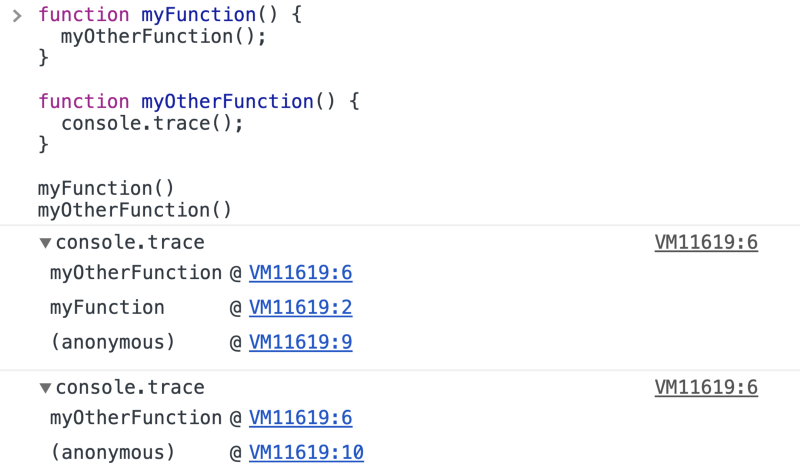 > function myFunction() {
  myOtherFunction();
}

function myOtherFunction() {
  console.trace();
}

myFunction()
myOtherFunction()
▼console.trace VM11619:6
myOtherFunction @ VM11619:6
myFunction @ VM11619:2
(anonymous) @ VM11619:9
▼console.trace VM11619:6
myOtherFunction @ VM11619:6
(anonymous) @ VM11619:10